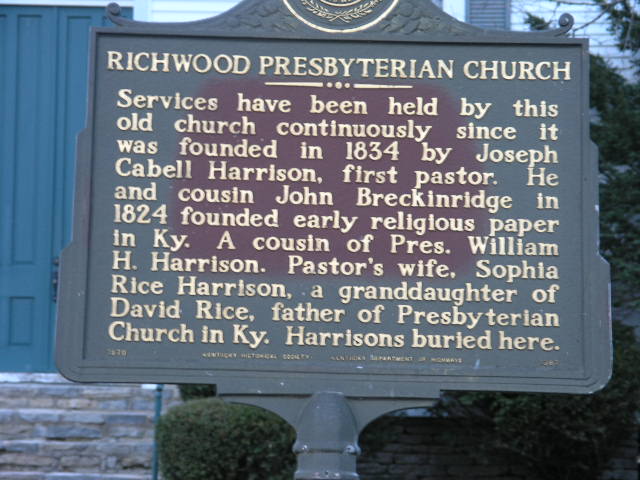 RICHWOOD PRESBYTERIAN CHURCH
Services have been held by this
old church continuously since it
was founded in 1834 by Joseph
Cabell Harrison, first pastor. He
and cousin John Breckinridge in
1824 founded early religious paper
in Ky. A cousin of Pres. William
H. Harrison. Pastor's wife, Sophia
Rice Harrison, a granddaughter of
David Rice, father of Presbyterian
Church in Ky. Harrisons buried here.
KENTUCKY HISTORICAL SOCIETY KENTUCKY DEPARTMENT OF HIGHWAYS